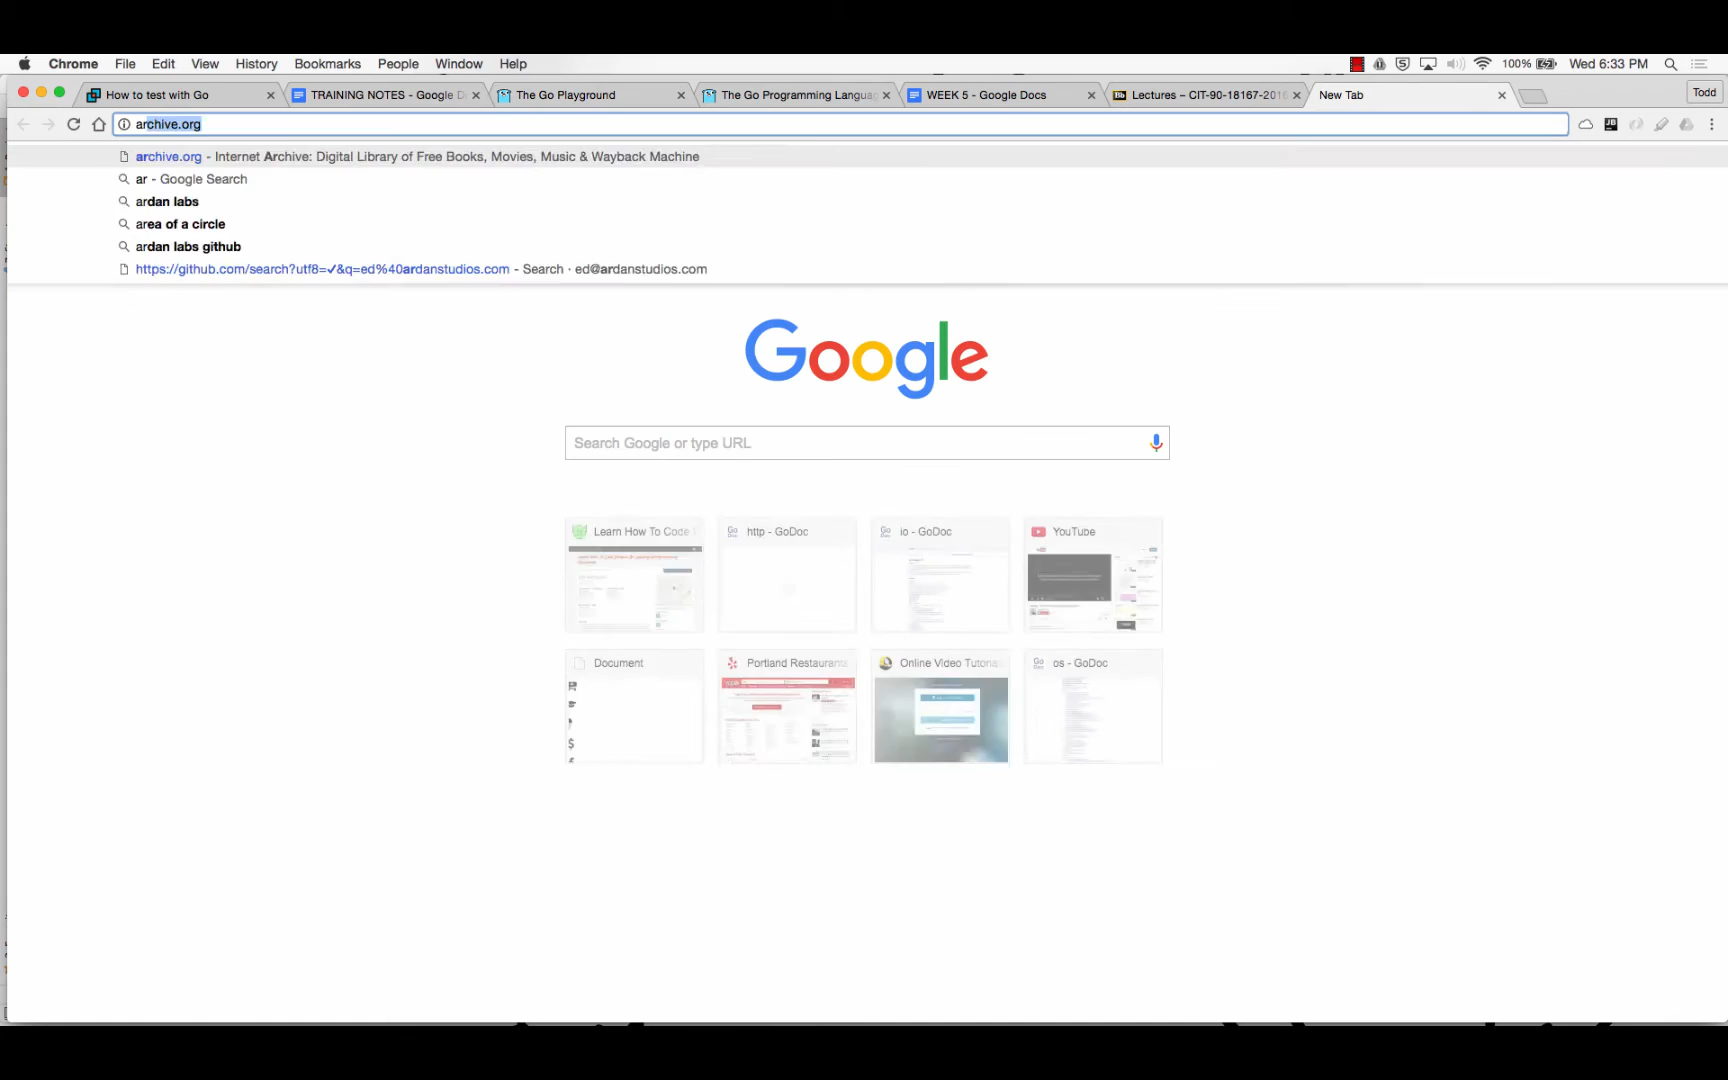 Chrome File Edit View History Bookmarks People Window Help 100% Wed 6:33 PM
How to test with Go TRAINING NOTES - Google D The Go Playground The Go Programming Langua WEEK 5 - Google Docs Lectures – CIT-90-18167-201 New Tab Todd
archive.org
archive.org - Internet Archive: Digital Library of Free Books, Movies, Music & Wayback Machine
ar - Google Search
ardan labs
area of a circle
ardan labs github
https://github.com/search?utf8=✓&q=ed%40ardanstudios.com - Search · ed@ardanstudios.com
Google
Search Google or type URL
Learn How To Code http - GoDoc io - GoDoc YouTube
Document Portland Restaurants Online Video Tutoria os - GoDoc